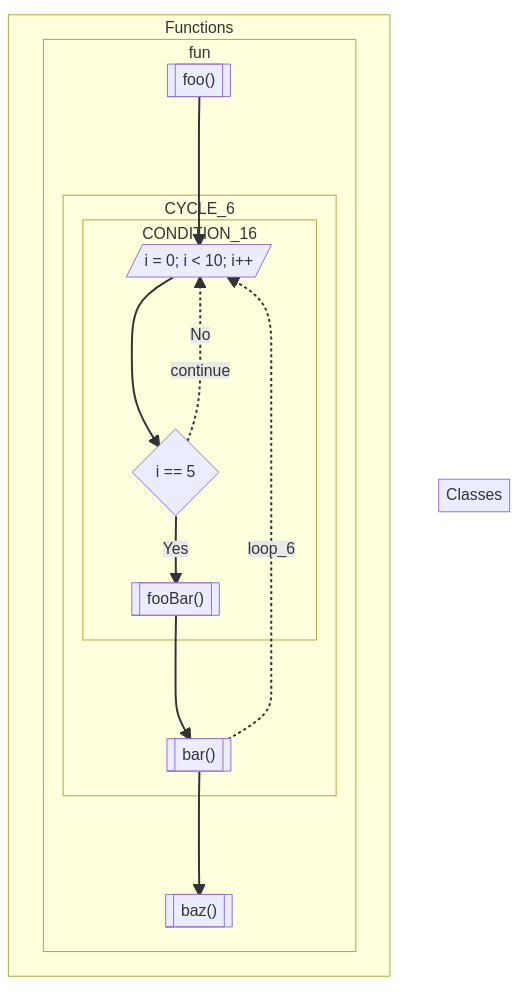 Functions
fun
foo()
CYCLE_6
CONDITION_16
i = 0; i < 10; i++
No
continue
i == 5
Classes
Yes
loop_6
fooBar()
bar()
baz()